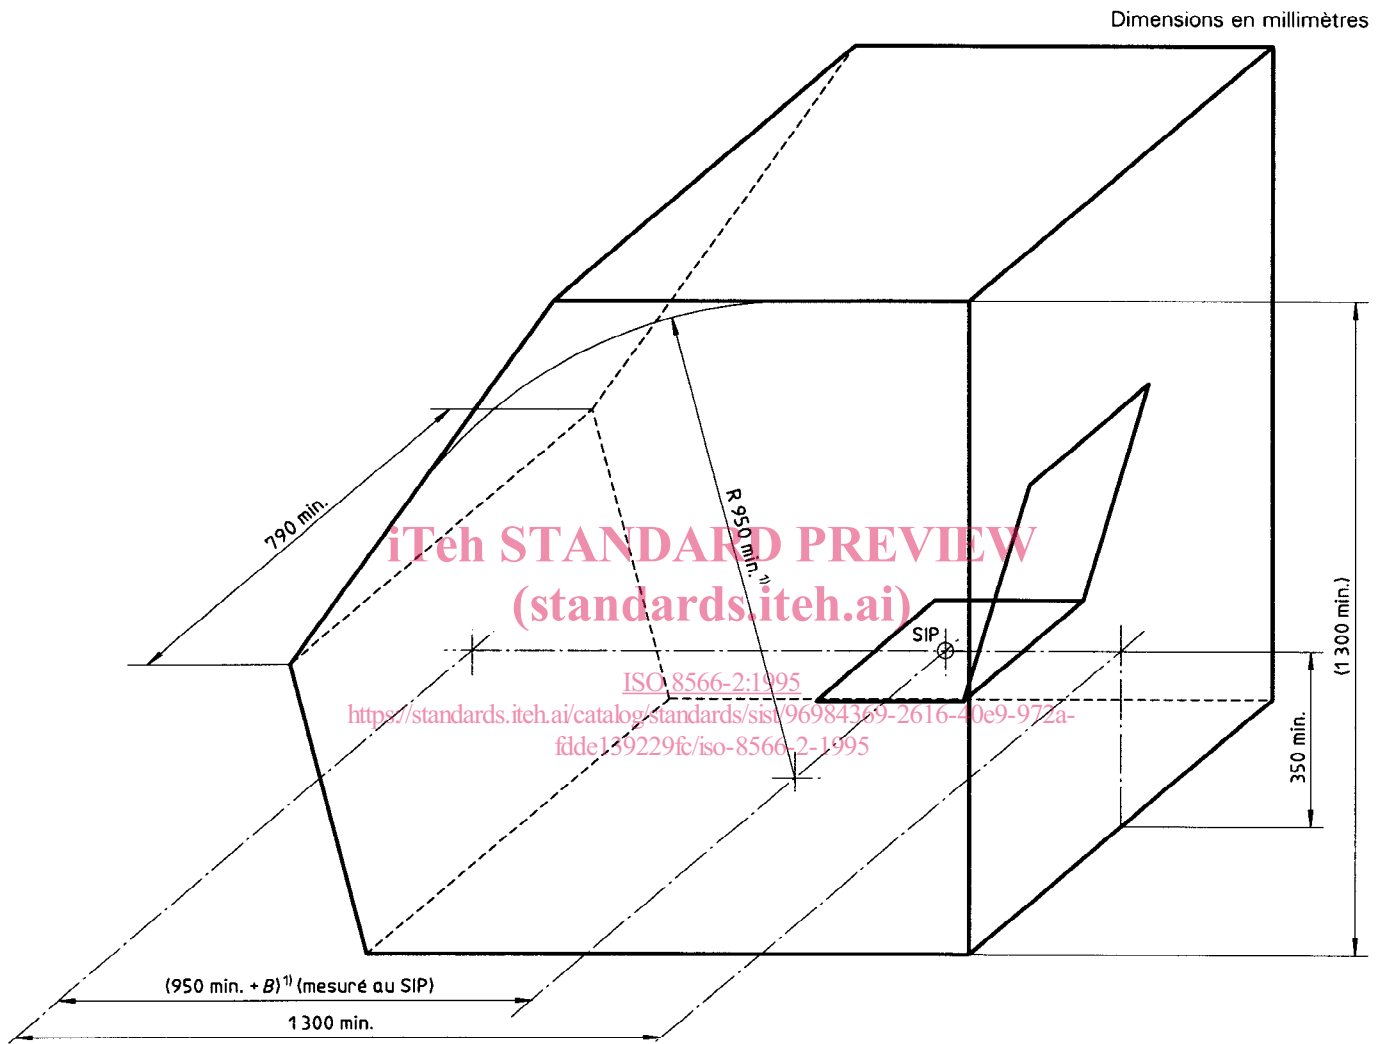 Dimensions en millimètres
790 min.
R 950 min. 1)
iTeh STANDARD PREVIEW
(standards.iteh.ai)
SIP
(1 300 min.)
ISO 8566-2:1995
https://standards.iteh.ai/catalog/standards/sist/96984369-2616-40e9-972a-
fdde139229fc/iso-8566-2-1995
350 min.
(950 min. + B) 1) (mesuré au SIP)
1 300 min.